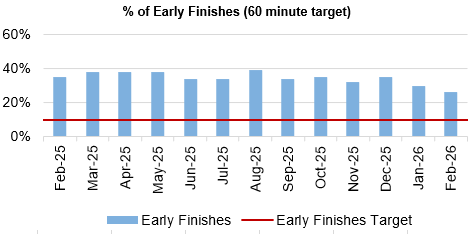 % of Early Finishes (60 minute target)
60%
40%
20%
0%
Feb-25
Mar-25
Apr-25
May-25
Jun-25
Jul-25
Aug-25
Sep-25
Oct-25
Nov-25
Dec-25
Jan-26
Feb-26
Early Finishes
Early Finishes Target